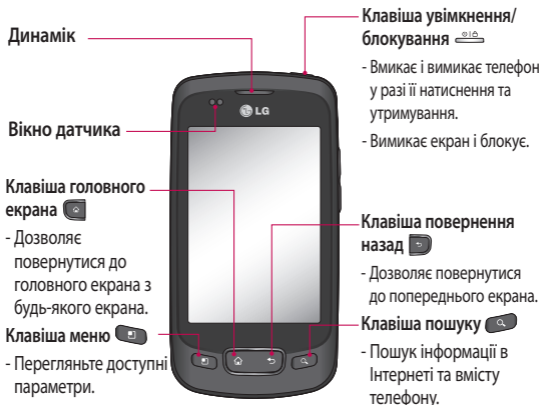 Динамік
Вікно датчика
Клавіша головного
екрана
- Дозволяє
повернутися до
головного екрана з
будь-якого екрана.
Клавіша меню
- Перегляньте доступні
параметри.
LG
Клавіша увімкнення/
блокування
- Вмикає і вимикає телефон
у разі її натиснення та
утримування.
- Вимикає екран і блокує.
Клавіша повернення
назад
- Дозволяє повернутися
до попереднього екрана.
Клавіша пошуку
- Пошук інформації в
Інтернеті та вмісту
телефону.